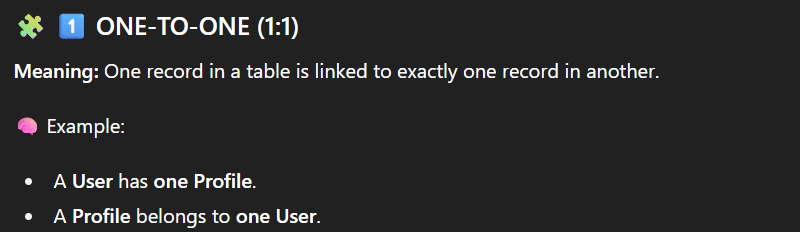 🧩 1️⃣ ONE-TO-ONE (1:1)
Meaning: One record in a table is linked to exactly one record in another.
🧠 Example:
• A User has one Profile.
• A Profile belongs to one User.